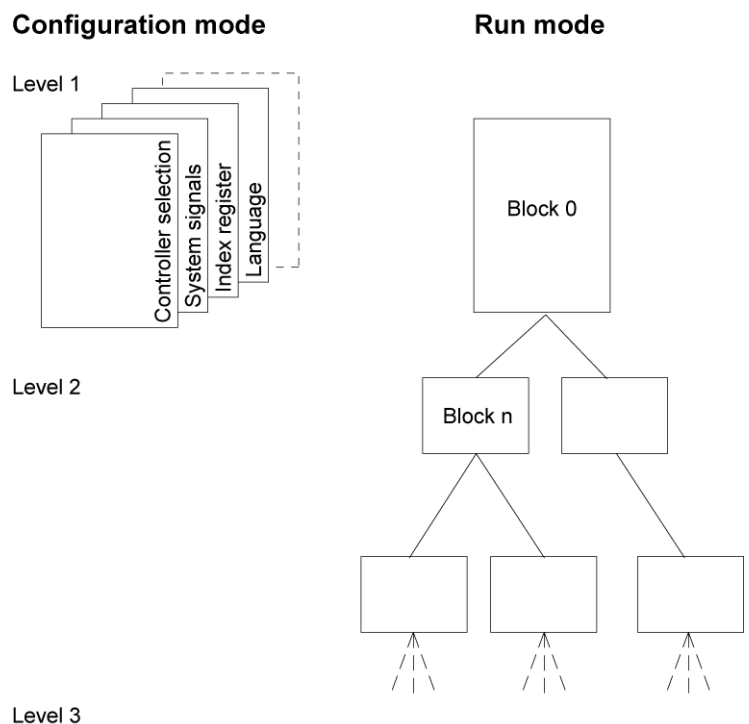 Configuration mode
Run mode
Level 1
Controller selection
System signals
Index register
Language
Block 0
Level 2
Block n
Level 3